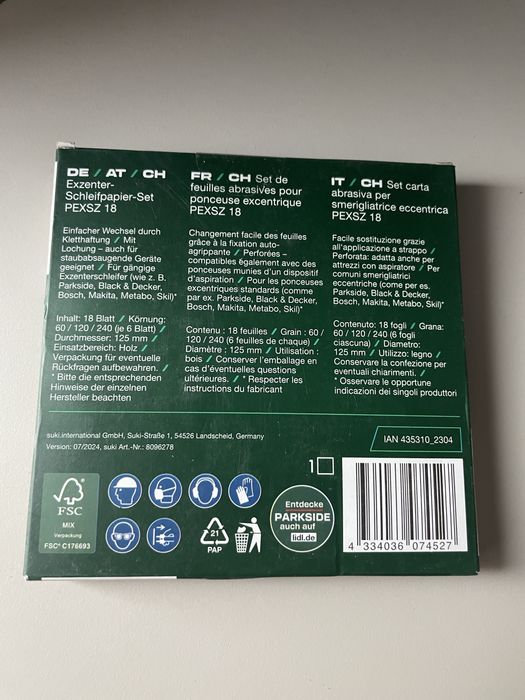 DE / AT / CH
Exzenter-
Schleifpapier-Set
PEXSZ 18
Einfacher Wechsel durch
Kletthaftung / Mit
Lochung – auch für
staubabsaugende Geräte
geeignet / Für gängige
Exzenterschleifer (wie z. B.
Parkside, Black & Decker,
Bosch, Makita, Metabo, Skil)*
Inhalt: 18 Blatt / Körnung:
60 / 120 / 240 (je 6 Blatt) /
Durchmesser: 125 mm /
Einsatzbereich: Holz /
Verpackung für eventuelle
Rückfragen aufbewahren. /
* Bitte die entsprechenden
Hinweise der einzelnen
Hersteller beachten
FR / CH Set de
feuilles abrasives pour
ponceuse excentrique
PEXSZ 18
Changement facile des feuilles
grâce à la fixation auto-
agrippante / Perforées –
compatibles également avec des
ponceuses munies d'un dispositif
d'aspiration / Pour les ponceuses
excentriques standards (comme
par ex. Parkside, Black & Decker,
Bosch, Makita, Metabo, Skil)*
Contenu : 18 feuilles / Grain : 60 /
120 / 240 (6 feuilles de chaque) /
Diamètre : 125 mm / Utilisation :
bois / Conserver l'emballage en
cas d'éventuelles questions
ultérieures. / * Respecter les
instructions du fabricant
IT / CH Set carta
abrasiva per
smerigliatrice eccentrica
PEXSZ 18
Facile sostituzione grazie
all'applicazione a strappo /
Perforata: adatta anche per
attrezzi con aspiratore / Per
comuni smerigliatrici
eccentriche (come per es.
Parkside, Black & Decker,
Bosch, Makita, Metabo, Skil)*
Contenuto: 18 fogli / Grana:
60 / 120 / 240 (6 fogli
ciascuna) / Diametro:
125 mm / Utilizzo: legno /
Conservare la confezione per
eventuali chiarimenti. /
* Osservare le opportune
indicazioni dei singoli produttori
suki.international GmbH, Suki-Straße 1, 54526 Landscheid, Germany
Version: 07/2024, suki Art.-Nr.: 8096278
IAN 435310_2304
FSC
MIX
Verpackung
FSC® C176693
21
PAP
1
Entdecke
PARKSIDE
auch auf
lidl.de
4 334036 074527